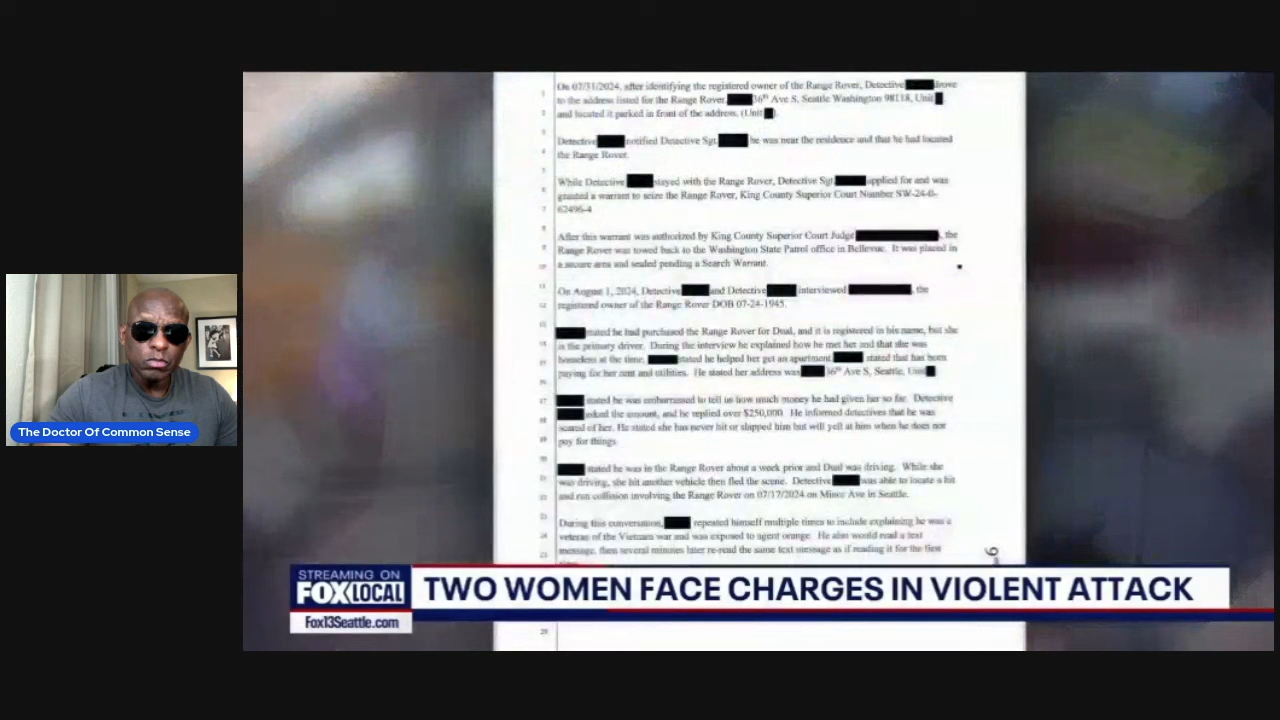 On 07/31/2024, after identifying the registered owner of the Range Rover, Detective drove
to the address listed for the Range Rover, 36th Ave S, Seattle Washington 98118, Unit .
and located it parked in front of the address, (Unit ).
Detective notified Detective Sgt. he was near the residence and that he had located
the Range Rover.
While Detective stayed with the Range Rover, Detective Sgt. applied for and was
granted a warrant to seize the Range Rover, King County Superior Court Number SW-24-0-
62496-4
After this warrant was authorized by King County Superior Court Judge , the
Range Rover was towed back to the Washington State Patrol office in Bellevue. It was placed in
a secure area and sealed pending a Search Warrant.
On August 1, 2024, Detective and Detective interviewed , the
registered owner of the Range Rover DOB 07-24-1945.
stated he had purchased the Range Rover for Dual, and it is registered in his name, but she
is the primary driver. During the interview he explained how he met her and that she was
homeless at the time. stated he helped her get an apartment. stated that has been
paying for her rent and utilities. He stated her address was 36th Ave S, Seattle, Unit .
stated he was embarrassed to tell us how much money he had given her so far. Detective
asked the amount, and he replied over $250,000. He informed detectives that he was
scared of her. He stated she has never hit or slapped him but will yell at him when he does not
pay for things.
stated he was in the Range Rover about a week prior and Dual was driving. While she
was driving, she hit another vehicle then fled the scene. Detective was able to locate a hit
and run collision involving the Range Rover on 07/17/2024 on Minor Ave in Seattle.
During this conversation, repeated himself multiple times to include explaining he was a
veteran of the Vietnam war and was exposed to agent orange. He also would read a text
message, then several minutes later re-read the same text message as if reading it for the first
The Doctor Of Common Sense
STREAMING ON
FOX LOCAL
TWO WOMEN FACE CHARGES IN VIOLENT ATTACK
Fox13Seattle.com